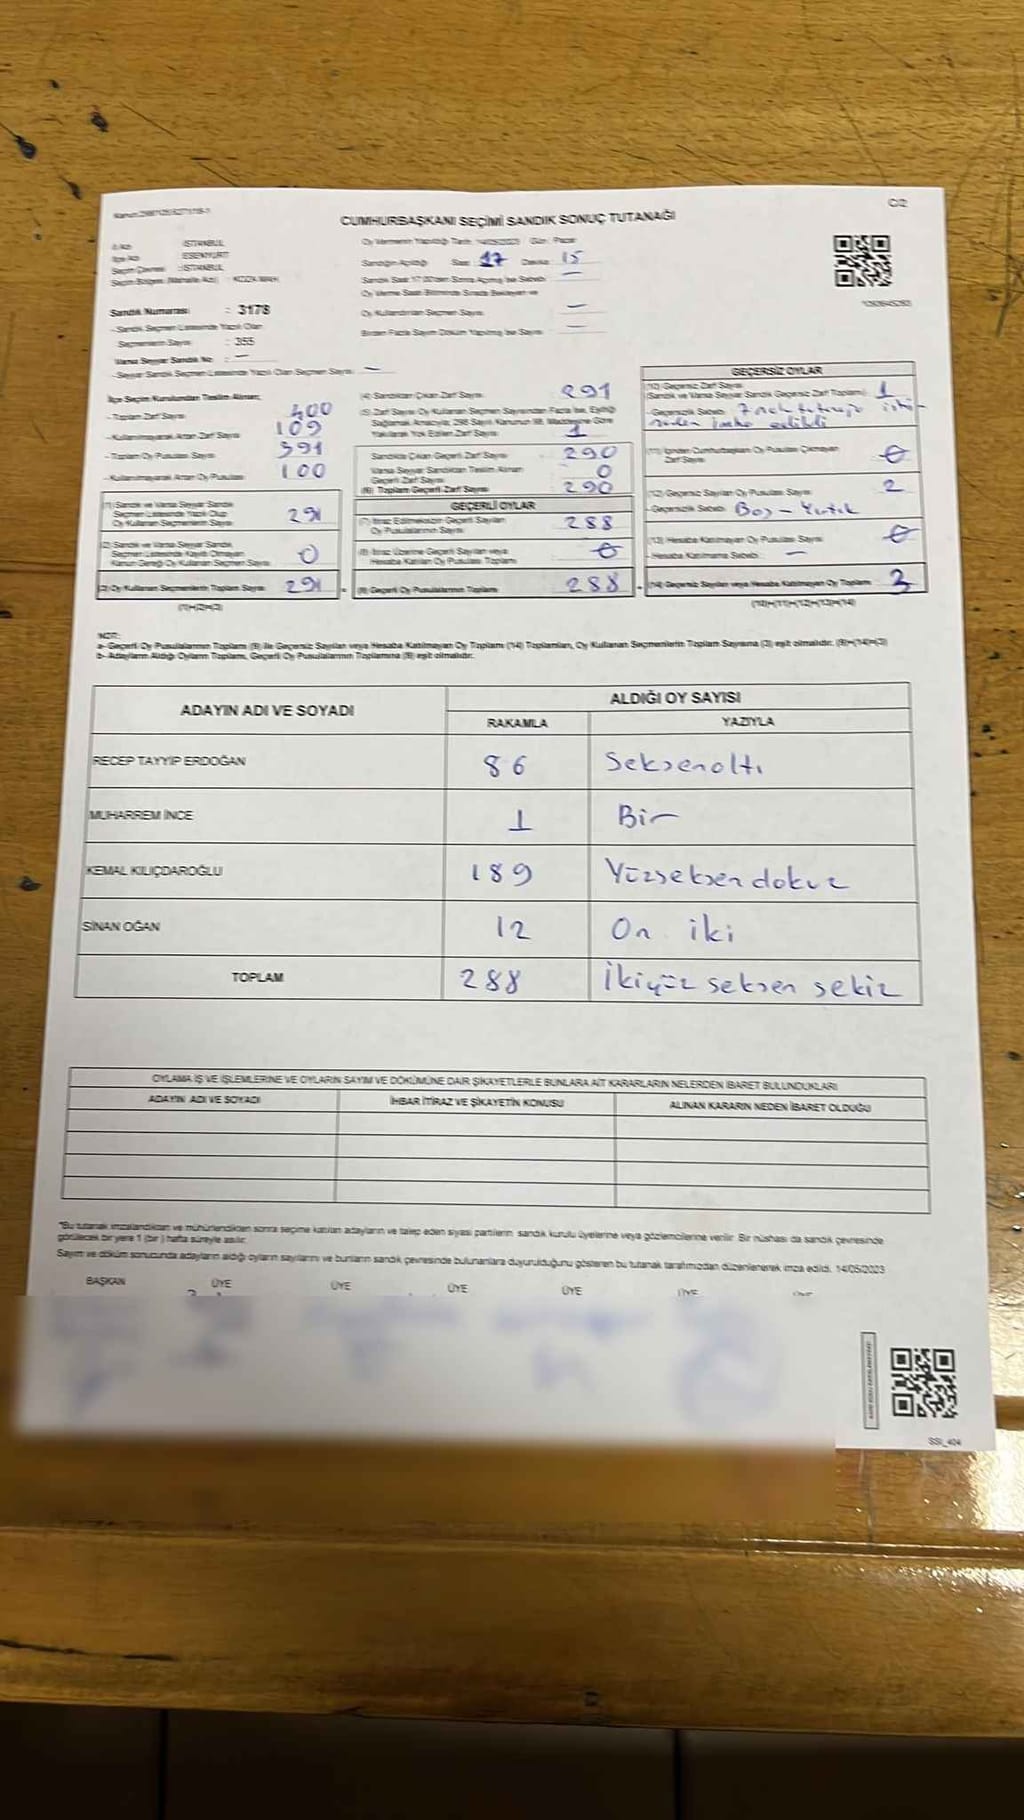 C/2
CUMHURBAŞKANI SEÇİMİ SANDIK SONUÇ TUTANAĞI
İl Adı : İSTANBUL
İlçe Adı : ESENYURT
Seçim Çevresi : İSTANBUL
Seçim Bölgesi (Mahalle Adı) :
Sandık Numarası : 3178
- Sandık Seçmen Listesinde Yazılı Olan
Seçmenlerin Sayısı : 355
Varsa Seyyar Sandık No : —
- Seyyar Sandık Seçmen Listesinde Yazılı Olan Seçmen Sayısı : —
Oy Vermenin Yapıldığı Tarih: 14/05/2023 Gün: Pazar
Sandığın Açıldığı Saat : 17 Dakika : 15
Sandık Saat 17:00'den Sonra Açılmış İse Sebebi : —
Oy Verme Saati Bitiminde Sırada Bekleyen ve
Oy Kullandırılan Seçmen Sayısı : —
Birden Fazla Sayım Döküm Yapılmış İse Sayısı : —
İlçe Seçim Kurulundan Teslim Alınan;
- Toplam Zarf Sayısı : 400
- Kullanılmayarak Artan Zarf Sayısı : 109
- Toplam Oy Pusulası Sayısı : 391
- Kullanılmayarak Artan Oy Pusulası : 100
(1) Sandık ve Varsa Seyyar Sandık
Seçmen Listesinde Yazılı Olup
Oy Kullanan Seçmenlerin Sayısı 291
(2) Sandık ve Varsa Seyyar Sandık
Seçmen Listesinde Kayıtlı Olmayan
Kanun Gereği Oy Kullanan Seçmen Sayısı 0
(3) Oy Kullanan Seçmenlerin Toplam Sayısı 291
(1)+(2)=(3)
(4) Sandıktan Çıkan Zarf Sayısı : 291
(5) Zarf Sayısı Oy Kullanan Seçmen Sayısından Fazla İse, Eşitliği
Sağlamak Amacıyla; 298 Sayılı Kanunun 98. Maddesine Göre
Yakılarak Yok Edilen Zarf Sayısı 1
Sandıkta Çıkan Geçerli Zarf Sayısı : 290
Varsa Seyyar Sandıktan Teslim Alınan
Geçerli Zarf Sayısı : 0
(6) Toplam Geçerli Zarf Sayısı : 290
GEÇERLİ OYLAR
(7) İtiraz Edilmeksizin Geçerli Sayılan
Oy Pusulalarının Sayısı 288
(8) İtiraz Üzerine Geçerli Sayılan veya
Hesaba Katılan Oy Pusulası Toplamı 0
(9) Geçerli Oy Pusulalarının Toplamı 288
GEÇERSİZ OYLAR
(10) Geçersiz Zarf Sayısı
(Sandık ve Varsa Seyyar Sandık Geçersiz Zarf Toplamı) : 1
- Geçersizlik Sebebi : imha edildi
(11) İçinden Cumhurbaşkanı Oy Pusulası Çıkmayan
Zarf Sayısı 0
(12) Geçersiz Sayılan Oy Pusulası Sayısı : 2
- Geçersizlik Sebebi : Boş - Yırtık
(13) Hesaba Katılmayan Oy Pusulası Sayısı : 0
- Hesaba Katılmama Sebebi : —
(14) Geçersiz Sayılan veya Hesaba Katılmayan Oy Toplamı 3
(10)+(11)+(12)+(13)=(14)
NOT:
a- Geçerli Oy Pusulalarının Toplamı (9) ile Geçersiz Sayılan veya Hesaba Katılmayan Oy Toplamı (14) Toplamları, Oy Kullanan Seçmenlerin Toplam Sayısına (3) eşit olmalıdır. (9)+(14)=(3)
b- Adayların Aldığı Oyların Toplamı, Geçerli Oy Pusulalarının Toplamına (9) eşit olmalıdır.
ADAYIN ADI VE SOYADI ALDIĞI OY SAYISI
RAKAMLA YAZIYLA
RECEP TAYYİP ERDOĞAN 86 Seksenaltı
MUHARREM İNCE 1 Bir
KEMAL KILIÇDAROĞLU 189 Yüzseksendokuz
SİNAN OĞAN 12 On iki
TOPLAM 288 İkiyüz seksen sekiz
OYLAMA İŞ VE İŞLEMLERİNE VE OYLARIN SAYIM VE DÖKÜMÜNE DAİR ŞİKAYETLERLE BUNLARA AİT KARARLARIN NELERDEN İBARET BULUNDUKLARI
ADAYIN ADI VE SOYADI İHBAR İTİRAZ VE ŞİKAYETİN KONUSU ALINAN KARARIN NEDEN İBARET OLDUĞU
"Bu tutanak imzalandıktan ve mühürlendikten sonra seçime katılan adayların ve talep eden siyasi partilerin sandık kurulu üyelerine veya gözlemcilerine verilir. Bir nüshası da sandık çevresinde
görülecek bir yere 1 (bir) hafta süreyle asılır.
Sayım ve döküm sonucunda adayların aldığı oyların sayılarını ve bunların sandık çevresinde bulunanlara duyurulduğunu gösteren bu tutanak tarafımızdan düzenlenerek imza edildi. 14/05/2023
BAŞKAN ÜYE ÜYE ÜYE ÜYE ÜYE
SSI_404